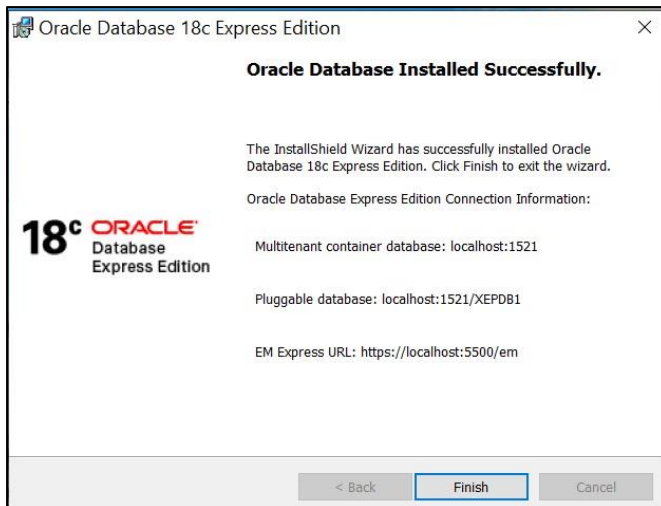 Oracle Database 18c Express Edition
Oracle Database Installed Successfully.
The InstallShield Wizard has successfully installed Oracle
Database 18c Express Edition. Click Finish to exit the wizard.
Oracle Database Express Edition Connection Information:
18c ORACLE'
Database
Express Edition
Multitenant container database: localhost:1521
Pluggable database: localhost:1521/XEPDB1
EM Express URL: https://localhost:5500/em
< Back
Finish
Cancel